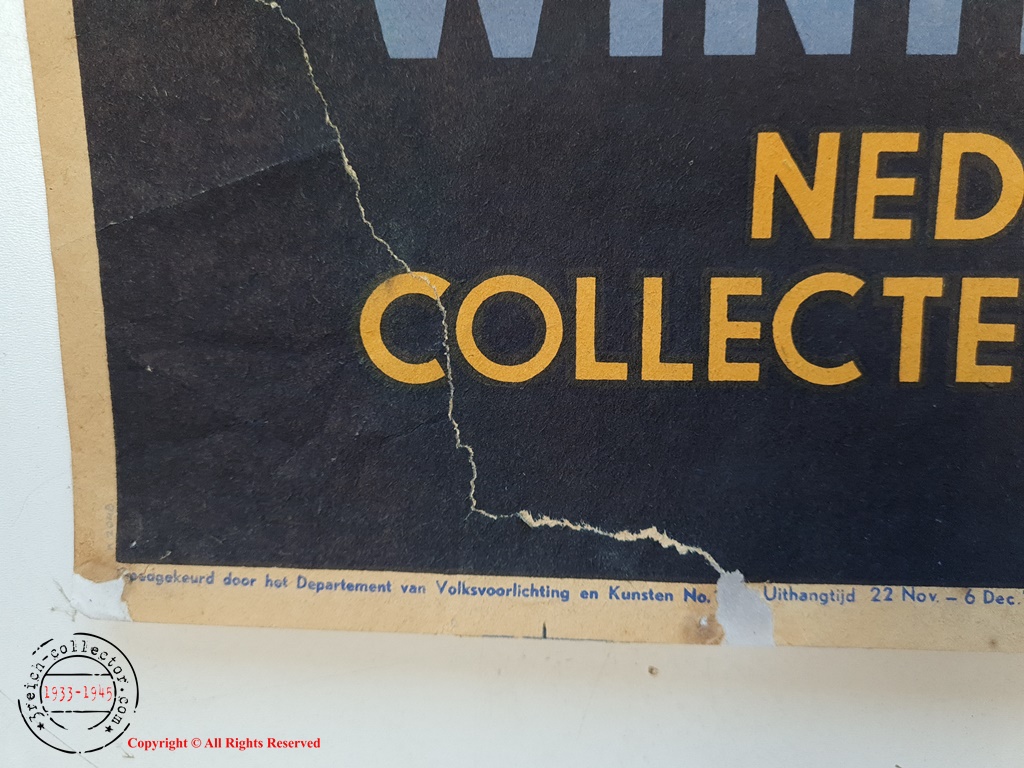 NED
COLLECTE
Goedgekeurd door het Departement van Volksvoorlichting en Kunsten No. Uithangtijd 22 Nov. – 6 Dec.
3reich-collector.com
1933-1945
Copyright © All Rights Reserved